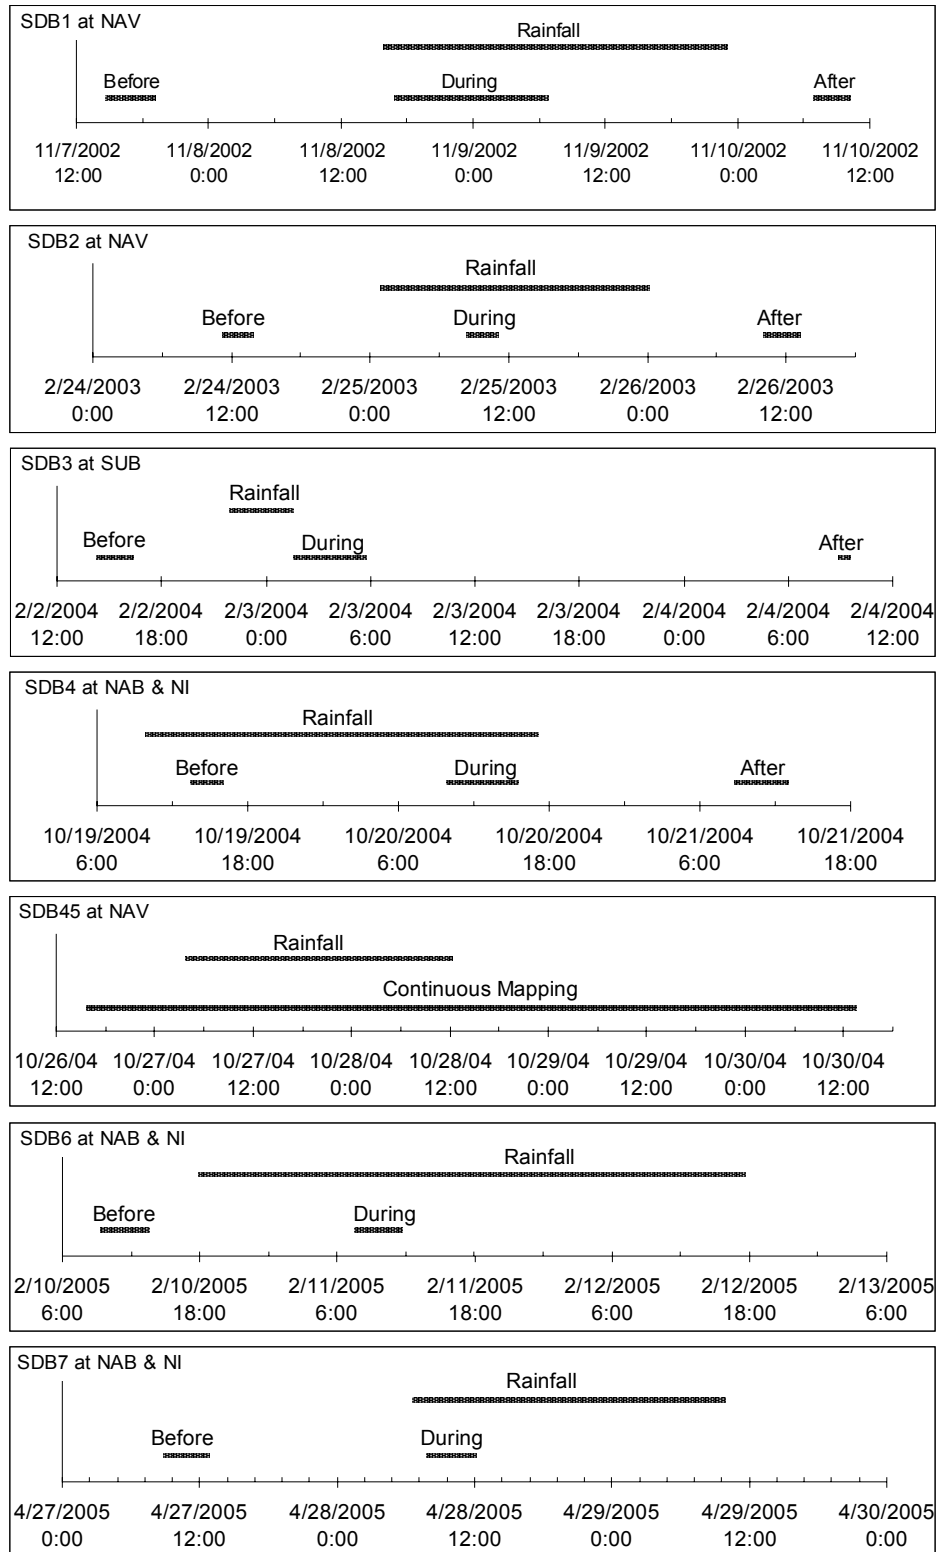 SDB1 at NAV
Rainfall
Before During After
11/7/2002 11/8/2002 11/8/2002 11/9/2002 11/9/2002 11/10/2002 11/10/2002
12:00 0:00 12:00 0:00 12:00 0:00 12:00
SDB2 at NAV
Rainfall
Before During After
2/24/2003 2/24/2003 2/25/2003 2/25/2003 2/26/2003 2/26/2003
0:00 12:00 0:00 12:00 0:00 12:00
SDB3 at SUB
Rainfall
Before During After
2/2/2004 2/2/2004 2/3/2004 2/3/2004 2/3/2004 2/3/2004 2/4/2004 2/4/2004 2/4/2004
12:00 18:00 0:00 6:00 12:00 18:00 0:00 6:00 12:00
SDB4 at NAB & NI
Rainfall
Before During After
10/19/2004 10/19/2004 10/20/2004 10/20/2004 10/21/2004 10/21/2004
6:00 18:00 6:00 18:00 6:00 18:00
SDB45 at NAV
Rainfall
Continuous Mapping
10/26/04 10/27/04 10/27/04 10/28/04 10/28/04 10/29/04 10/29/04 10/30/04 10/30/04
12:00 0:00 12:00 0:00 12:00 0:00 12:00 0:00 12:00
SDB6 at NAB & NI
Rainfall
Before During
2/10/2005 2/10/2005 2/11/2005 2/11/2005 2/12/2005 2/12/2005 2/13/2005
6:00 18:00 6:00 18:00 6:00 18:00 6:00
SDB7 at NAB & NI
Rainfall
Before During
4/27/2005 4/27/2005 4/28/2005 4/28/2005 4/29/2005 4/29/2005 4/30/2005
0:00 12:00 0:00 12:00 0:00 12:00 0:00